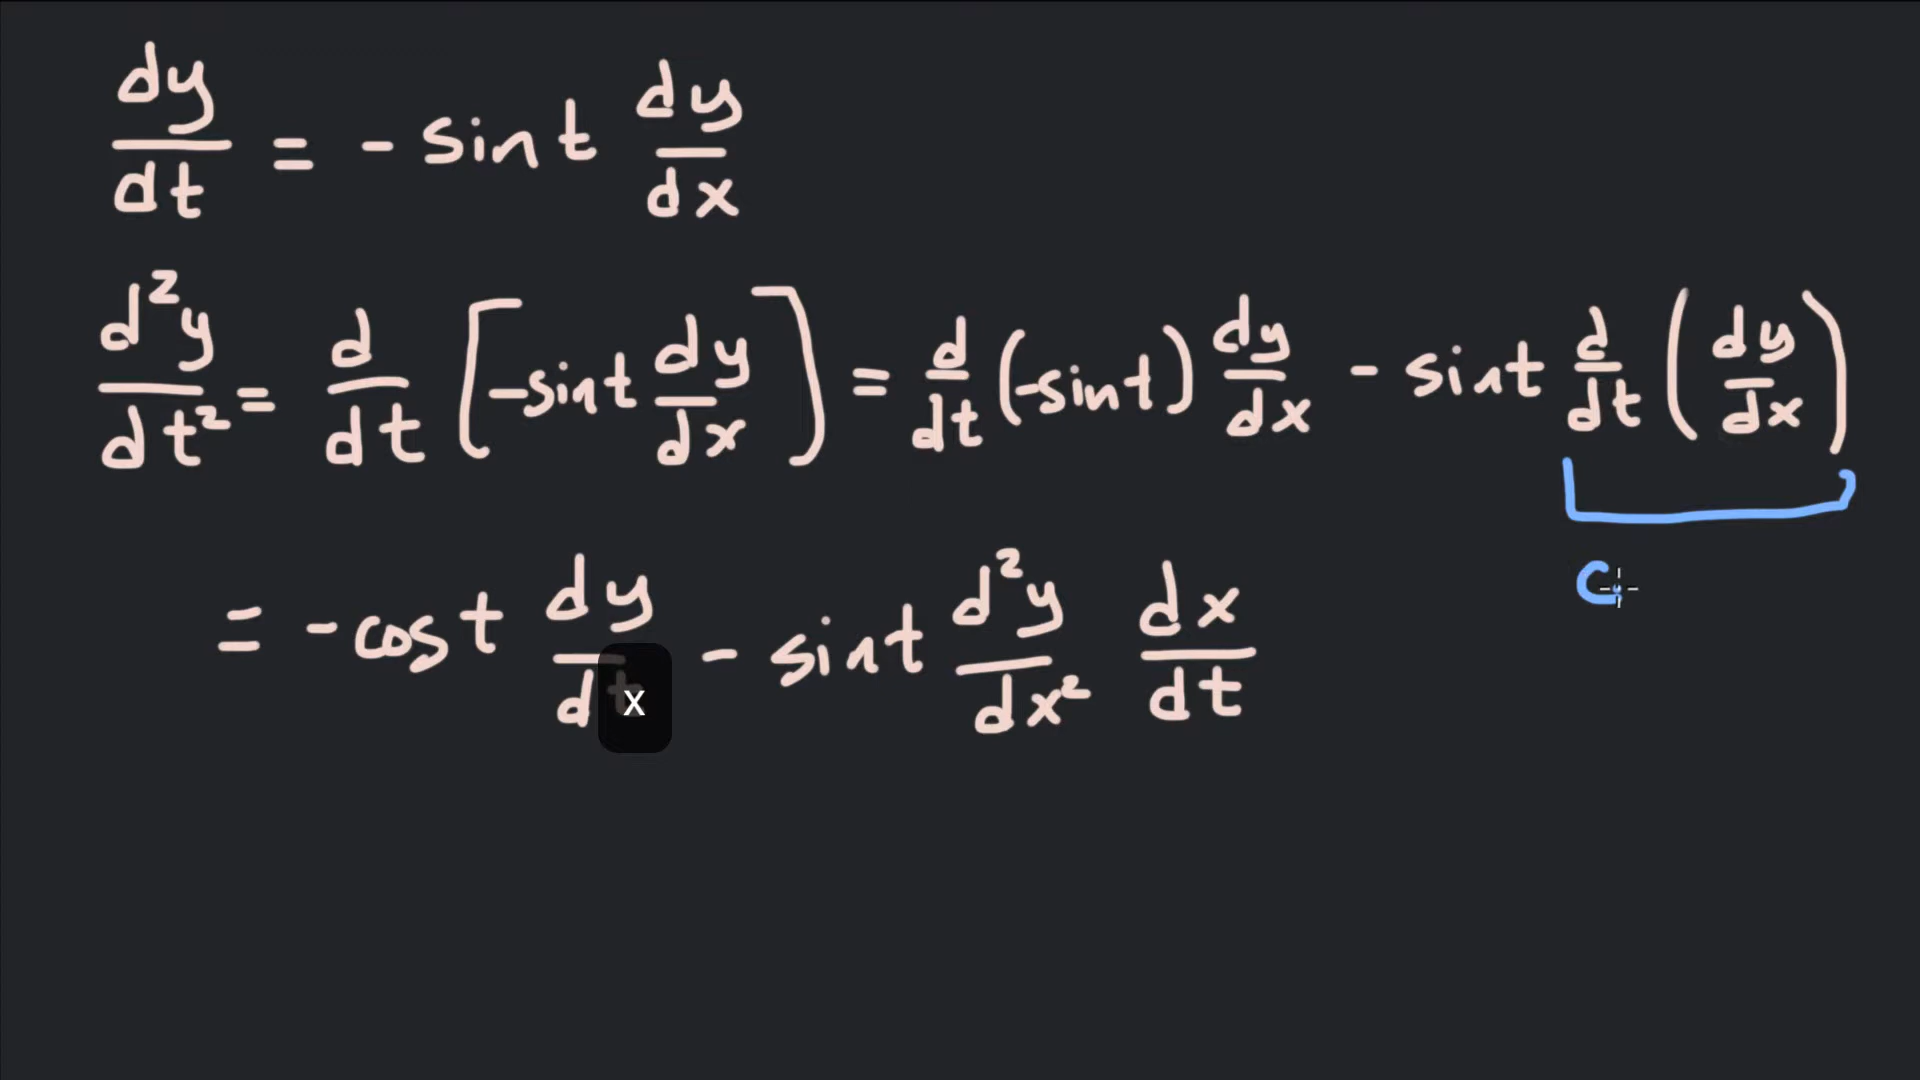 dy/dt = - sin t dy/dx
d²y/dt² = d/dt [-sin t dy/dx] = d/dt (-sin t) dy/dx - sin t d/dt (dy/dx)
= - cos t dy/dx - sin t d²y/dx² dx/dt